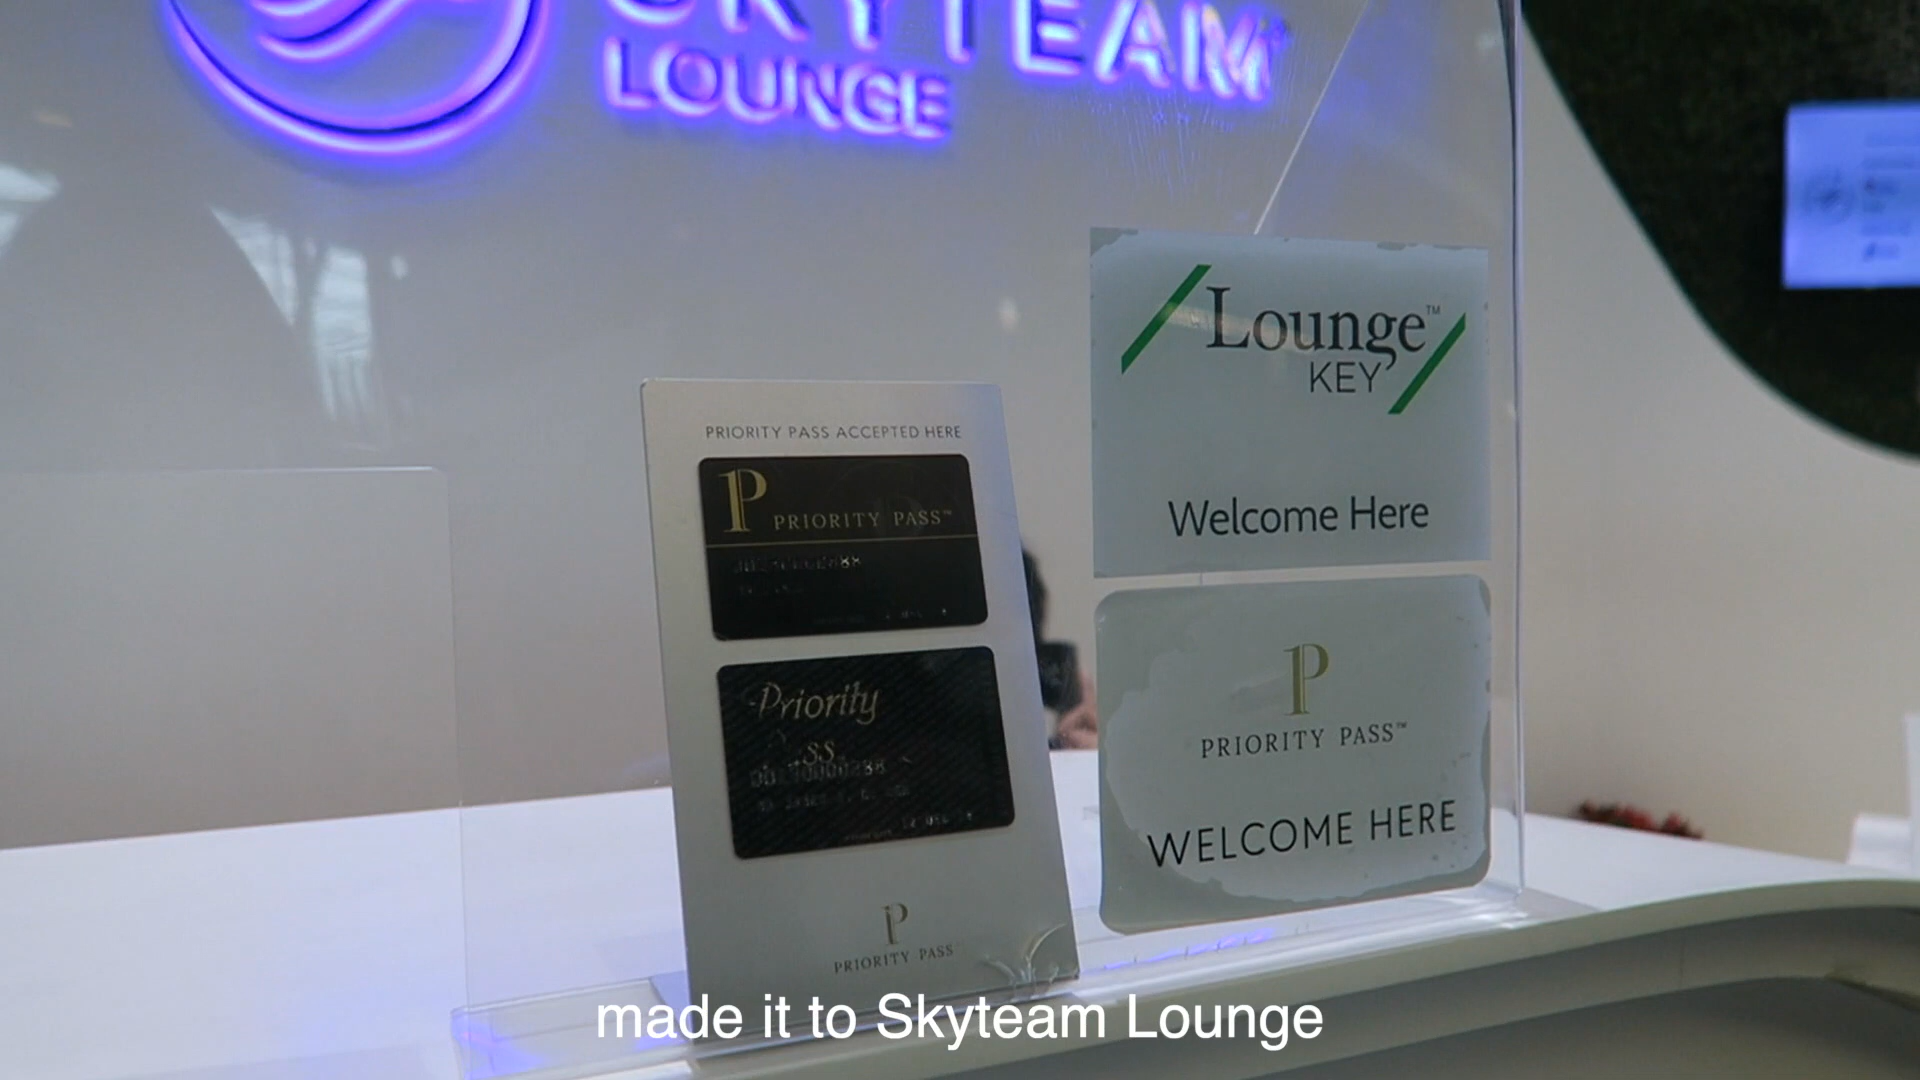 SKYTEAM
LOUNGE
PRIORITY PASS ACCEPTED HERE
PRIORITY PASS™
Priority
PRIORITY PASS
Lounge™
KEY
Welcome Here
PRIORITY PASS™
WELCOME HERE
made it to Skyteam Lounge